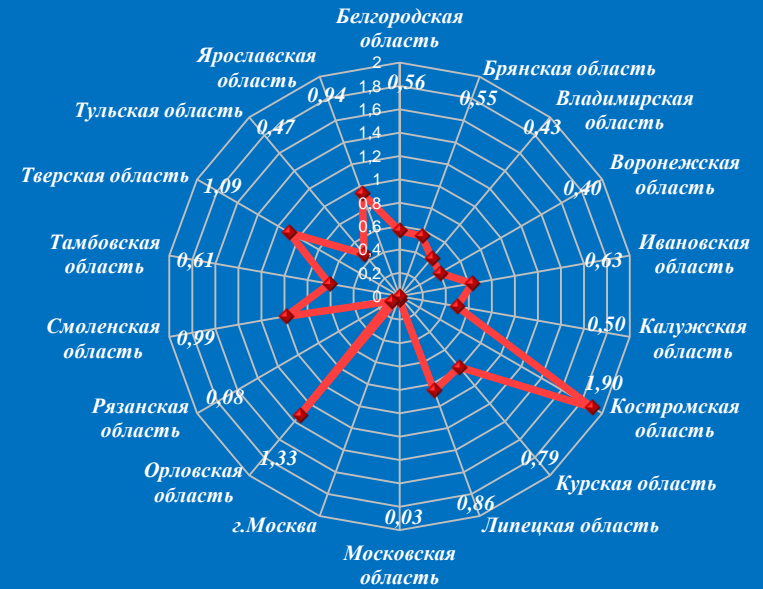 Белгородская
область
Ярославская
область
Брянская область
Тульская область
Владимирская
область
Тверская область
Воронежская
область
Тамбовская
область
Ивановская
область
Смоленская
область
Калужская
область
Рязанская
область
Костромская
область
Орловская
область
Курская область
г.Москва
Липецкая область
Московская
область
2
1,8
1,6
1,4
1,2
1
0,8
0,6
0,4
0,2
0
0,56
0,55
0,43
0,40
0,63
0,50
1,90
0,79
0,86
0,03
1,33
0,08
0,99
0,61
1,09
0,47
0,94